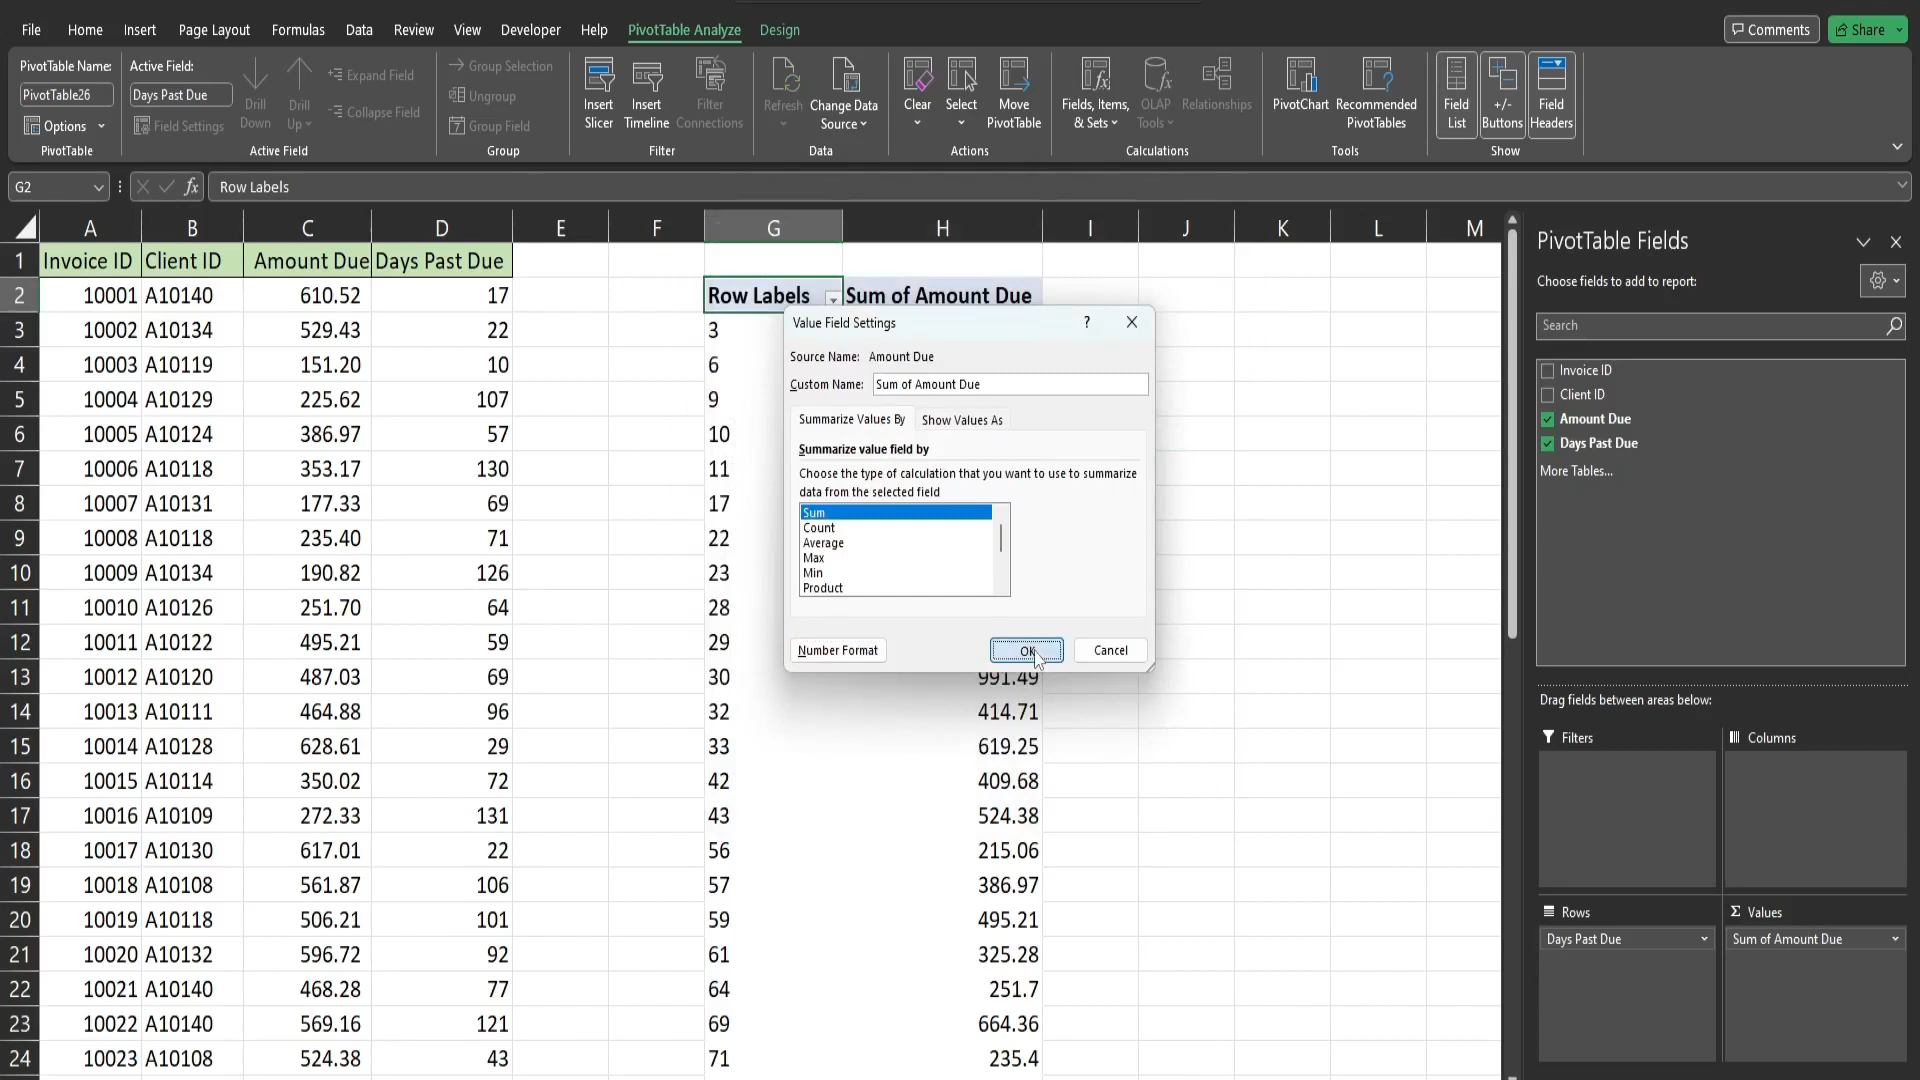 File Home Insert Page Layout Formulas Data Review View Developer Help PivotTable Analyze Design Comments Share
PivotTable Name: Active Field:
PivotTable26 Days Past Due
Options Field Settings
Drill Down
Drill Up
Expand Field
Collapse Field
Group Selection
Ungroup
Group Field
Insert Slicer
Insert Timeline
Filter Connections
Refresh
Change Data Source
Clear
Select
Move PivotTable
Fields, Items, & Sets
OLAP Tools
Relationships
PivotChart
Recommended PivotTables
Field List
+/- Buttons
Field Headers
PivotTable Active Field Group Filter Data Actions Calculations Tools Show
G2 fx Row Labels
A B C D E F G H I J K L M
1 Invoice ID Client ID Amount Due Days Past Due
2 10001 A10140 610.52 17 Row Labels Sum of Amount Due
3 10002 A10134 529.43 22 3
4 10003 A10119 151.20 10 6
5 10004 A10129 225.62 107 9
6 10005 A10124 386.97 57 10
7 10006 A10118 353.17 130 11
8 10007 A10131 177.33 69 17
9 10008 A10118 235.40 71 22
10 10009 A10134 190.82 126 23
11 10010 A10126 251.70 64 28
12 10011 A10122 495.21 59 29
13 10012 A10120 487.03 69 30 991.49
14 10013 A10111 464.88 96 32 414.71
15 10014 A10128 628.61 29 33 619.25
16 10015 A10114 350.02 72 42 409.68
17 10016 A10109 272.33 131 43 524.38
18 10017 A10130 617.01 22 56 215.06
19 10018 A10108 561.87 106 57 386.97
20 10019 A10118 506.21 101 59 495.21
21 10020 A10132 596.72 92 61 325.28
22 10021 A10140 468.28 77 64 251.7
23 10022 A10140 569.16 121 69 664.36
24 10023 A10108 524.38 43 71 235.4
Value Field Settings ?
Source Name: Amount Due
Custom Name: Sum of Amount Due
Summarize Values By Show Values As
Summarize value field by
Choose the type of calculation that you want to use to summarize
data from the selected field
Sum
Count
Average
Max
Min
Product
Number Format OK Cancel
PivotTable Fields
Choose fields to add to report:
Search
Invoice ID
Client ID
Amount Due
Days Past Due
More Tables...
Drag fields between areas below:
Filters Columns
Rows Σ Values
Days Past Due Sum of Amount Due